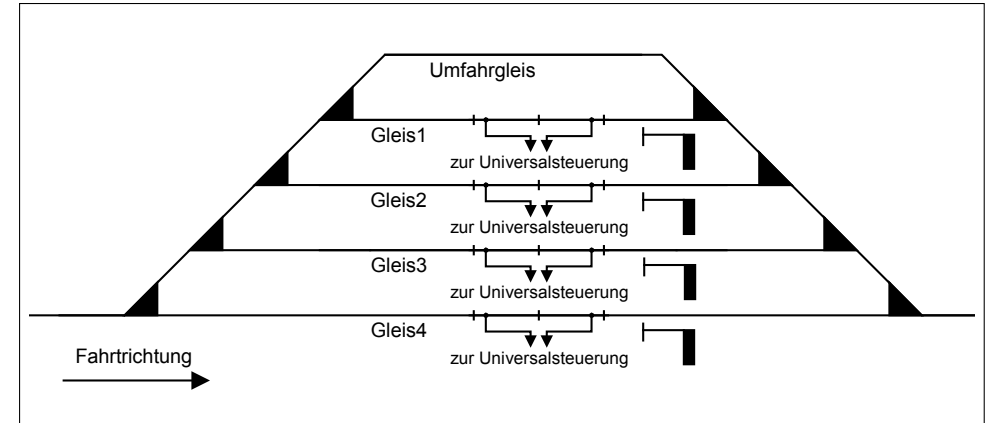 Umfahrgleis
Gleis1
zur Universalsteuerung
Gleis2
zur Universalsteuerung
Gleis3
zur Universalsteuerung
Gleis4
zur Universalsteuerung
Fahrtrichtung